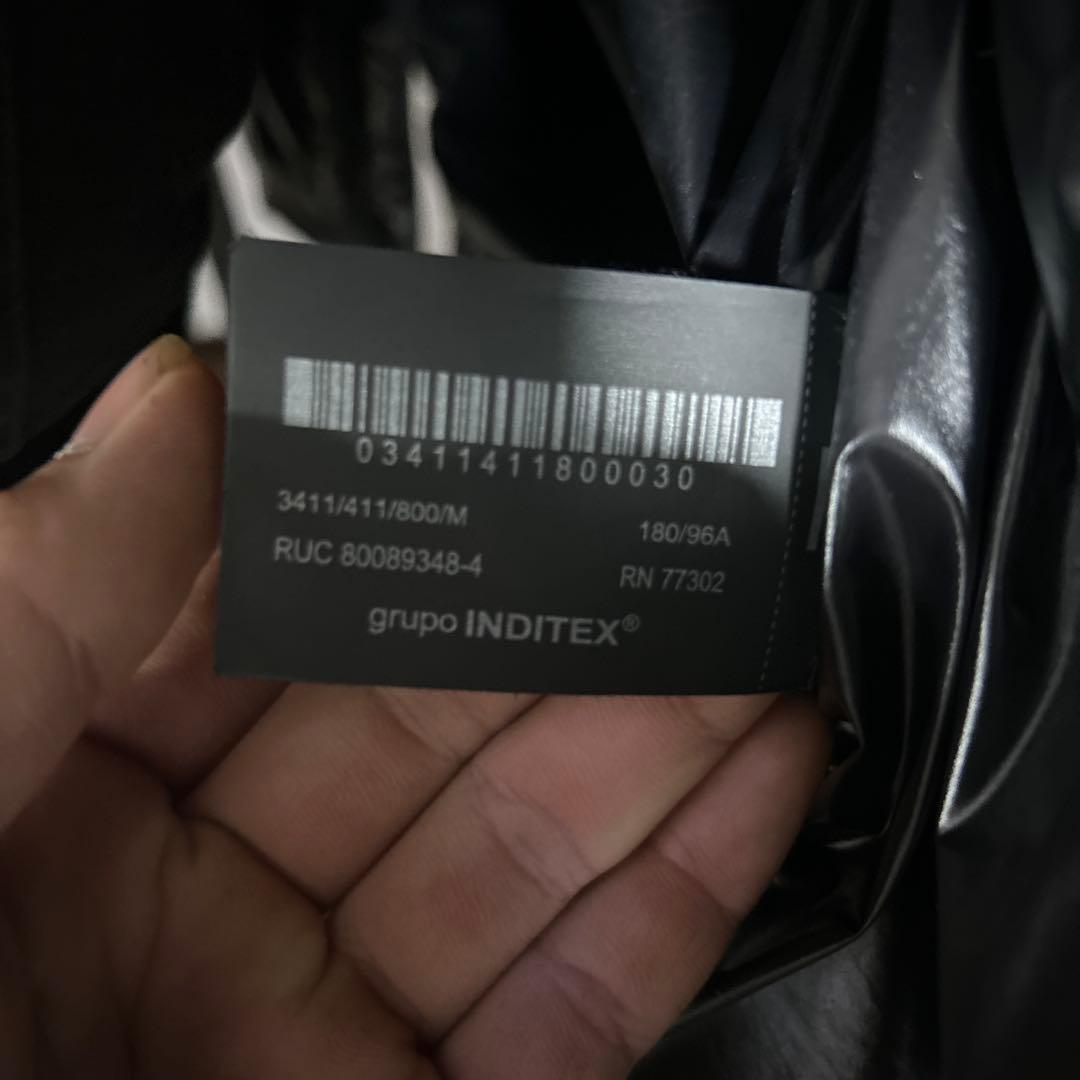 03411411800030
3411/411/800/M
180/96A
RUC 80089348-4
RN 77302
grupo INDITEX®